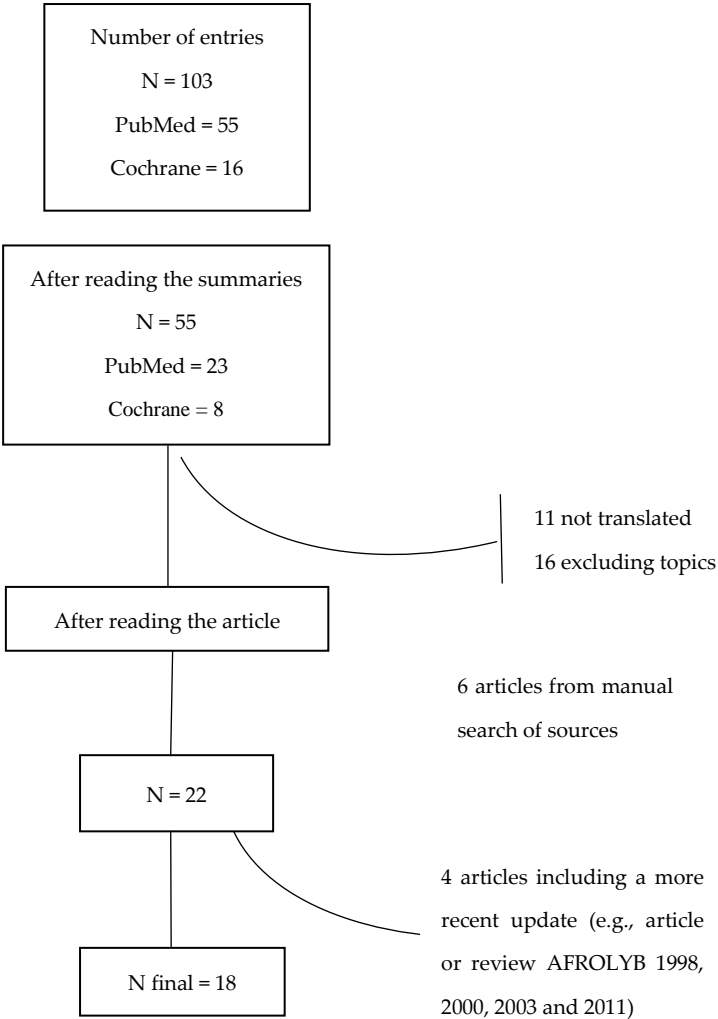 Number of entries
N = 103
PubMed = 55
Cochrane = 16
After reading the summaries
N = 55
PubMed = 23
Cochrane = 8
11 not translated
16 excluding topics
After reading the article
6 articles from manual
search of sources
N = 22
4 articles including a more
recent update (e.g., article
or review AFROLYB 1998,
2000, 2003 and 2011)
N final = 18